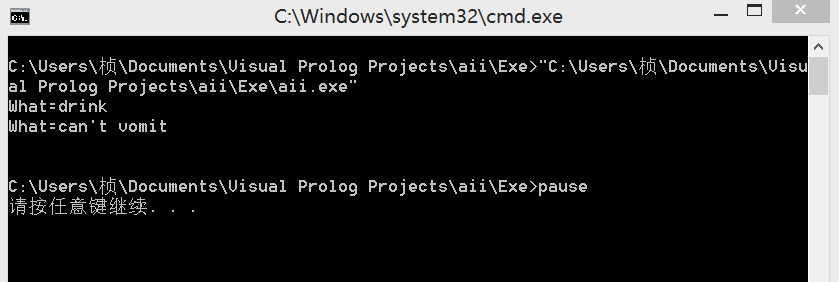 C:\Windows\system32\cmd.exe
C:\Users\桢\Documents\Visual Prolog Projects\aii\Exe>"C:\Users\桢\Documents\Visu
al Prolog Projects\aii\Exe\aii.exe"
What=drink
What=can't vomit
C:\Users\桢\Documents\Visual Prolog Projects\aii\Exe>pause
请按任意键继续. . .